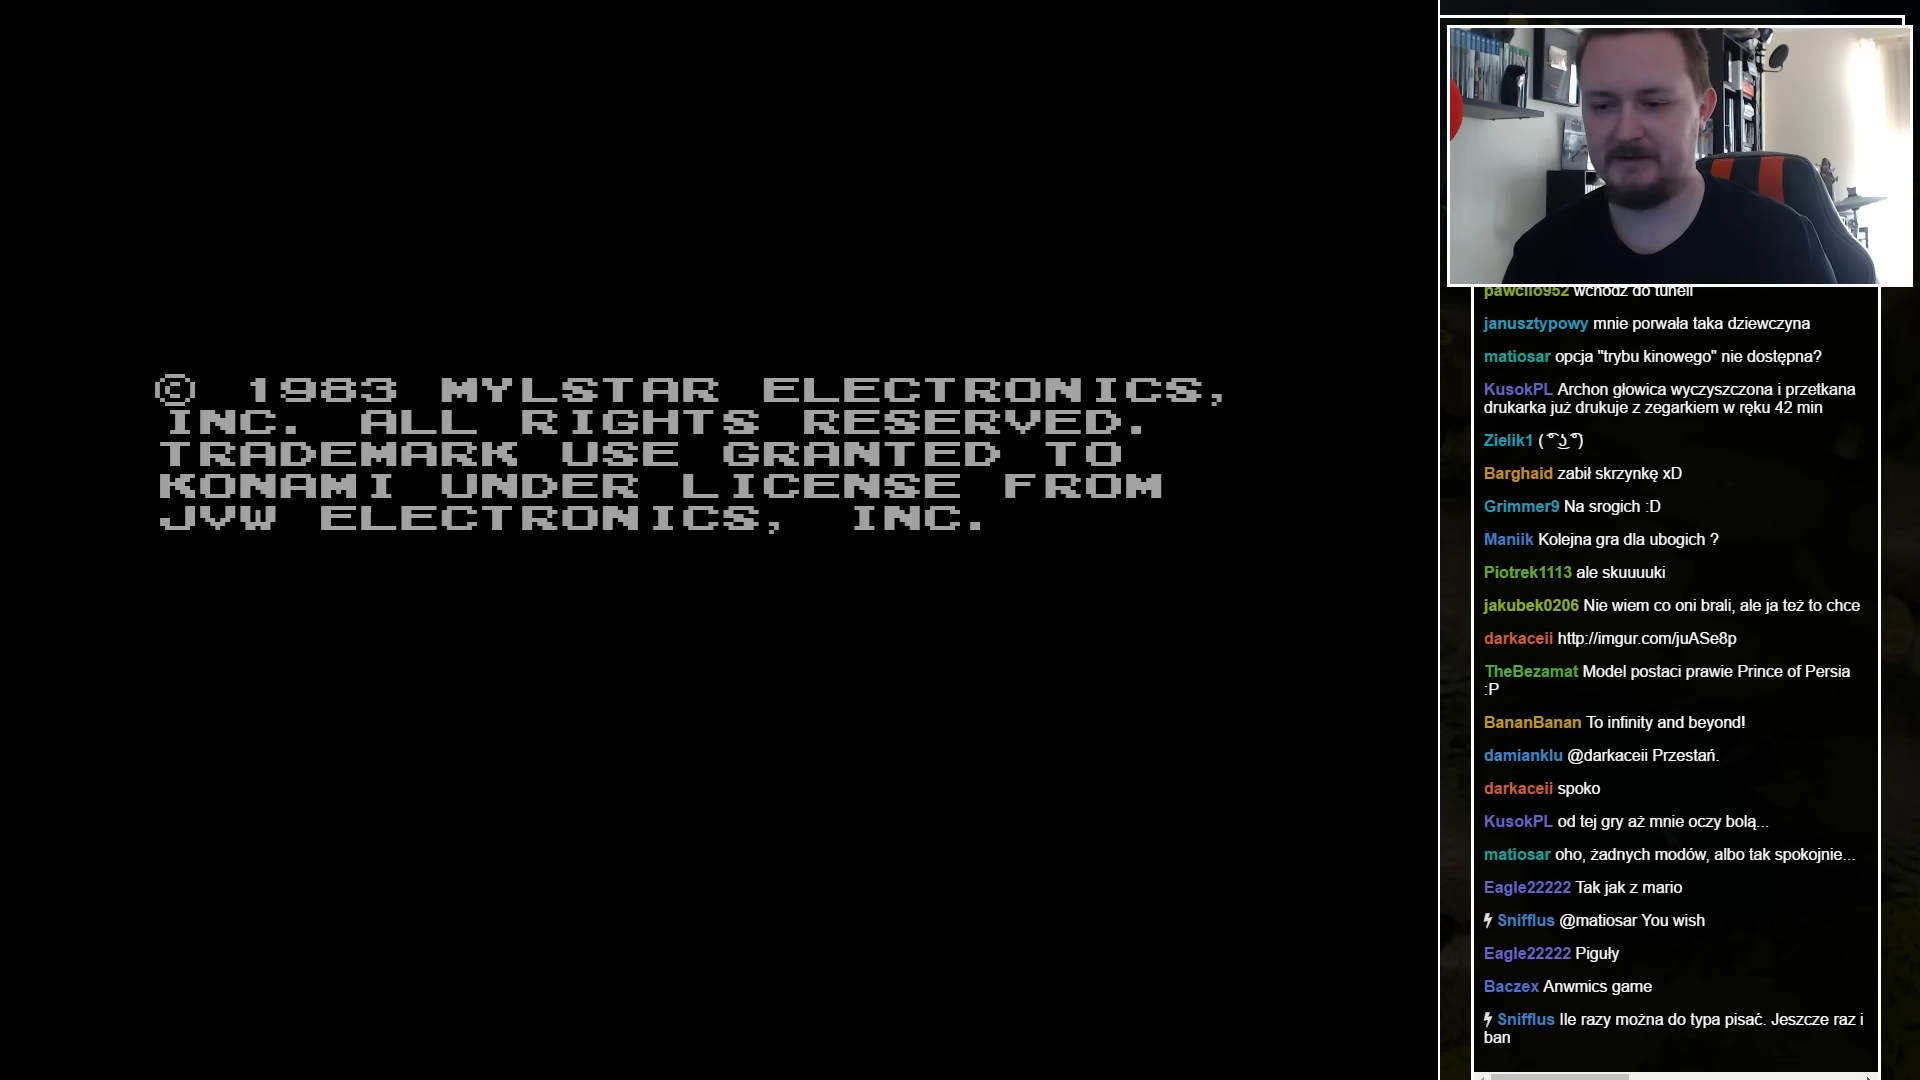 © 1983 MYLSTAR ELECTRONICS,
INC. ALL RIGHTS RESERVED.
TRADEMARK USE GRANTED TO
KONAMI UNDER LICENSE FROM
JVW ELECTRONICS, INC.
pawcio952 wchodź do tuneli
janusztypowy mnie porwała taka dziewczyna
matiosar opcja "trybu kinowego" nie dostępna?
KusokPL Archon głowica wyczyszczona i przetkana
drukarka już drukuje z zegarkiem w ręku 42 min
Zielik1 ( ͡° ͜ʖ ͡°)
Barghaid zabił skrzynkę xD
Grimmer9 Na srogich :D
Maniik Kolejna gra dla ubogich ?
Piotrek1113 ale skuuuuki
jakubek0206 Nie wiem co oni brali, ale ja też to chce
darkaceii http://imgur.com/juASe8p
TheBezamat Model postaci prawie Prince of Persia
:P
BananBanan To infinity and beyond!
damianklu @darkaceii Przestań.
darkaceii spoko
KusokPL od tej gry aż mnie oczy bolą...
matiosar oho, żadnych modów, albo tak spokojnie...
Eagle22222 Tak jak z mario
Snifflus @matiosar You wish
Eagle22222 Piguły
Baczex Anwmics game
Snifflus Ile razy można do typa pisać. Jeszcze raz i
ban